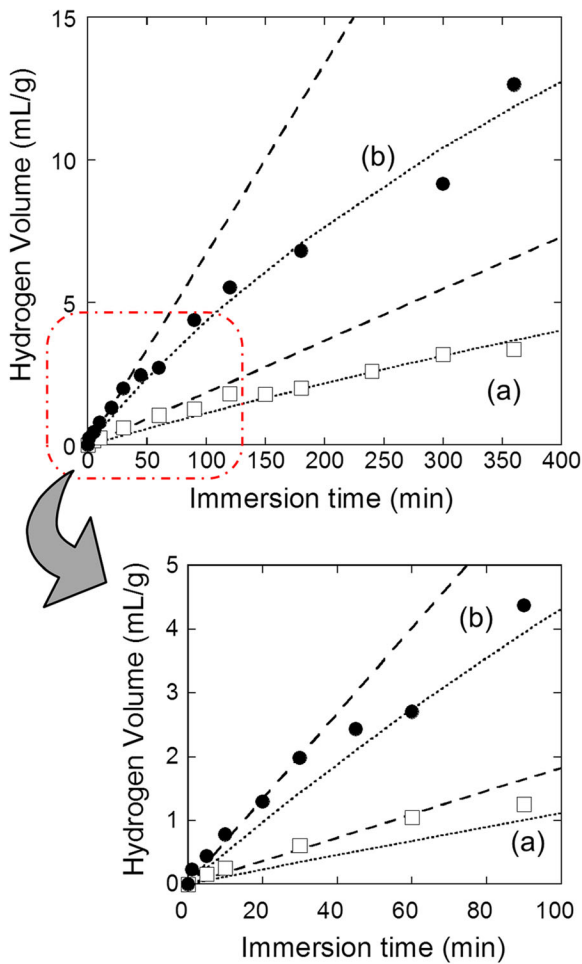 15
10
5
0
Hydrogen Volume (mL/g)
(b)
(a)
0 50 100 150 200 250 300 350 400
Immersion time (min)
5
4
3
2
1
0
Hydrogen Volume (mL/g)
(b)
(a)
0 20 40 60 80 100
Immersion time (min)